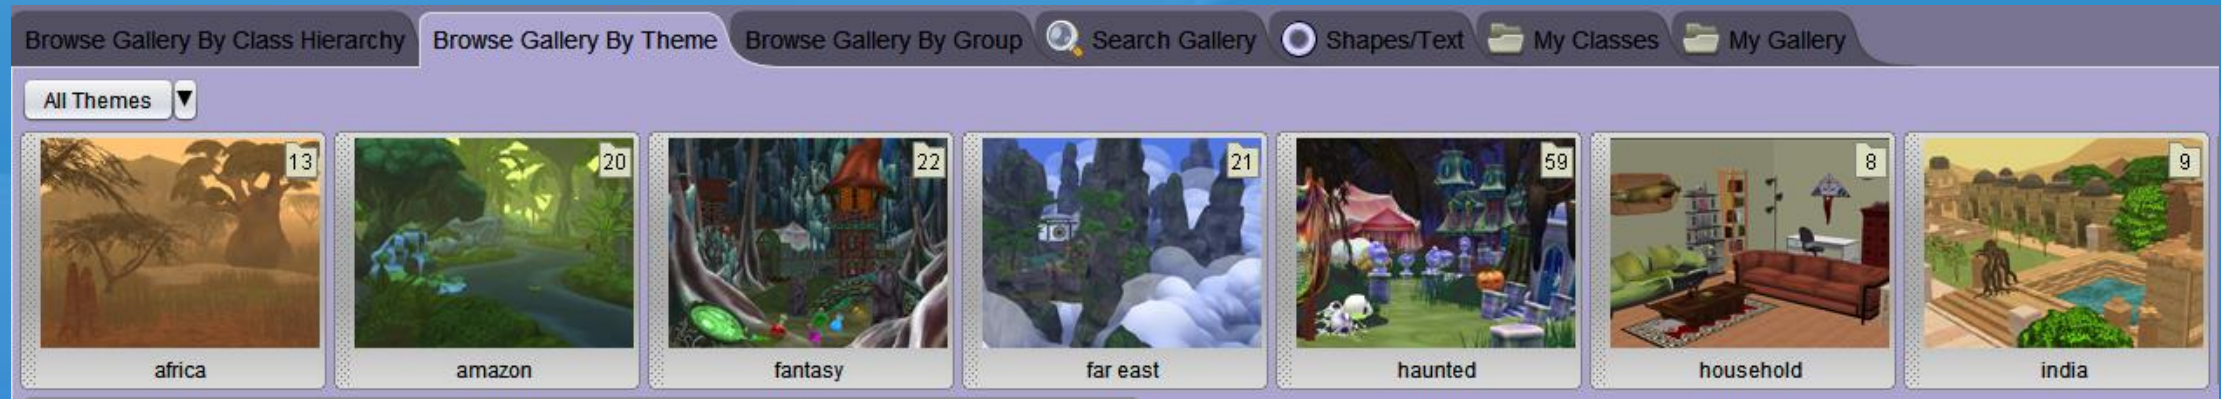 Browse Gallery By Class Hierarchy Browse Gallery By Theme Browse Gallery By Group Search Gallery Shapes/Text My Classes My Gallery
All Themes
13 20 22 21 59 8 9
africa amazon fantasy far east haunted household india